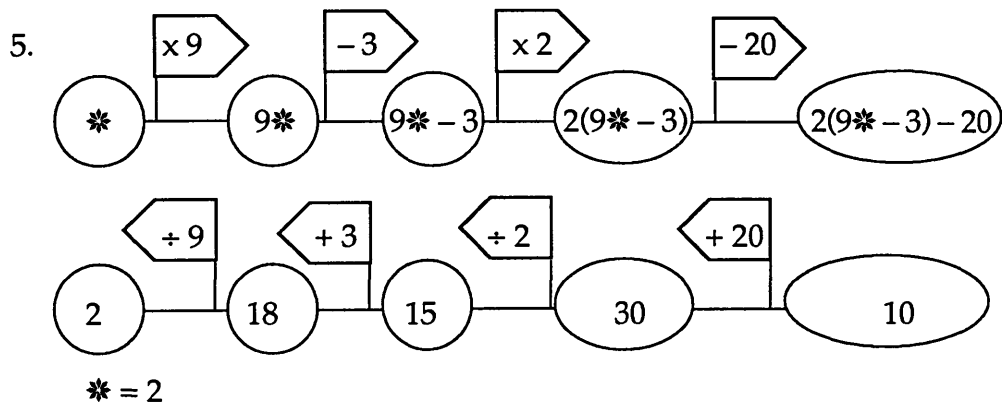 5.
x 9 – 3 x 2 – 20
✵ 9✵ 9✵ – 3 2(9✵ – 3) 2(9✵ – 3) – 20
÷ 9 + 3 ÷ 2 + 20
2 18 15 30 10
✵ = 2